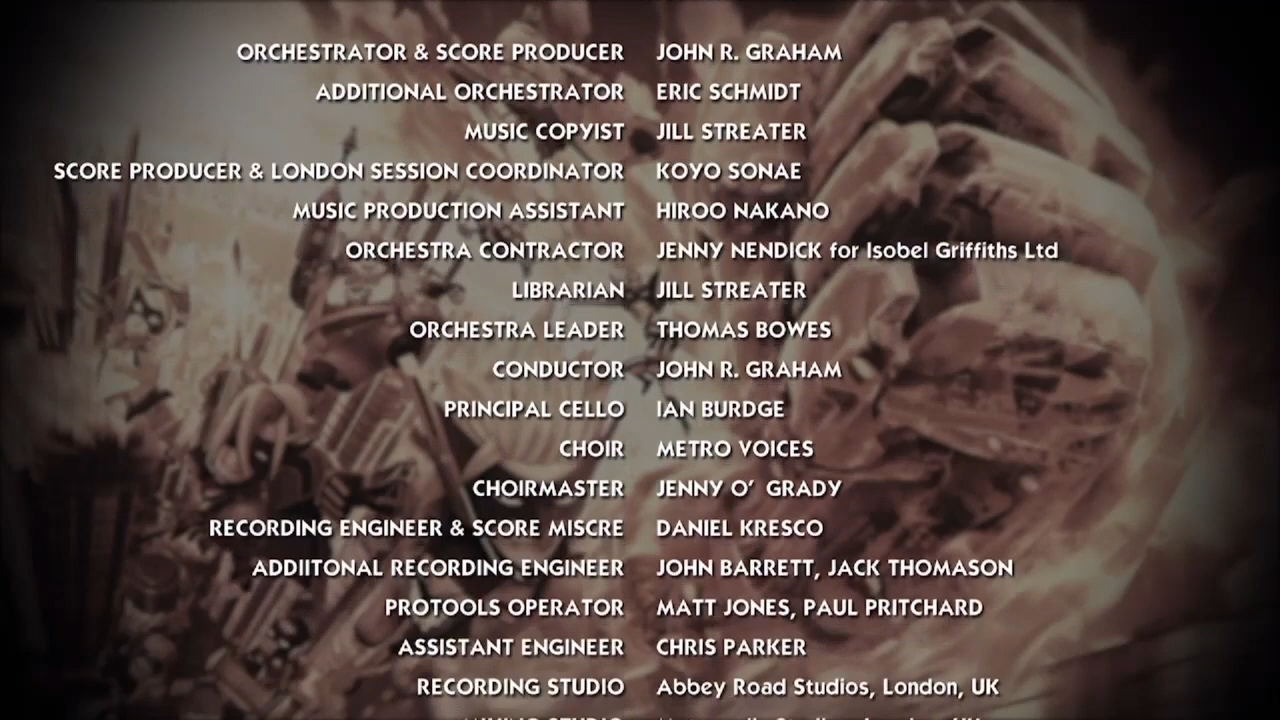 ORCHESTRATOR & SCORE PRODUCER JOHN R. GRAHAM
ADDITIONAL ORCHESTRATOR ERIC SCHMIDT
MUSIC COPYIST JILL STREATER
SCORE PRODUCER & LONDON SESSION COORDINATOR KOYO SONAE
MUSIC PRODUCTION ASSISTANT HIROO NAKANO
ORCHESTRA CONTRACTOR JENNY NENDICK for Isobel Griffiths Ltd
LIBRARIAN JILL STREATER
ORCHESTRA LEADER THOMAS BOWES
CONDUCTOR JOHN R. GRAHAM
PRINCIPAL CELLO IAN BURDGE
CHOIR METRO VOICES
CHOIRMASTER JENNY O' GRADY
RECORDING ENGINEER & SCORE MISCRE DANIEL KRESCO
ADDIITONAL RECORDING ENGINEER JOHN BARRETT, JACK THOMASON
PROTOOLS OPERATOR MATT JONES, PAUL PRITCHARD
ASSISTANT ENGINEER CHRIS PARKER
RECORDING STUDIO Abbey Road Studios, London, UK